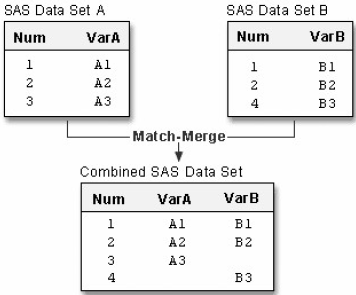 SAS Data Set A
Num VarA
1 A1
2 A2
3 A3
SAS Data Set B
Num VarB
1 B1
2 B2
4 B3
Match-Merge
Combined SAS Data Set
Num VarA VarB
1 A1 B1
2 A2 B2
3 A3
4 B3